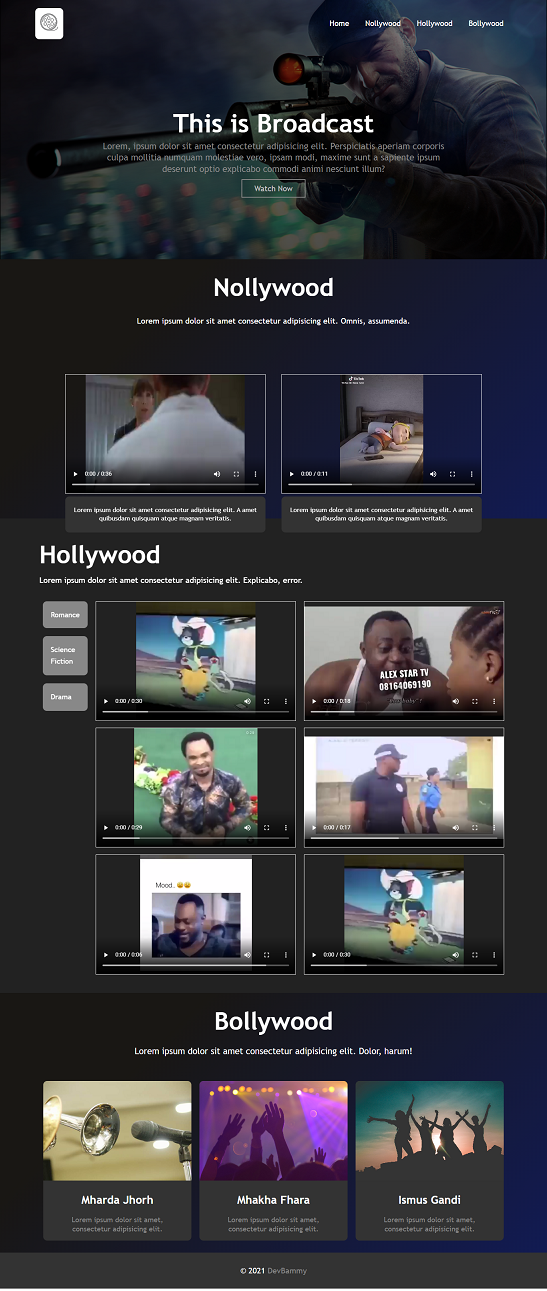 Home Nollywood Hollywood Bollywood
This is Broadcast
Lorem, ipsum dolor sit amet consectetur adipisicing elit. Perspiciatis aperiam corporis
culpa mollitia numquam molestiae vero, ipsam modi, maxime sunt a sapiente ipsum
deserunt optio explicabo commodi animi nesciunt illum?
Watch Now
Nollywood
Lorem ipsum dolor sit amet consectetur adipisicing elit. Omnis, assumenda.
TikTok
0:00 / 0:36
0:00 / 0:11
Lorem ipsum dolor sit amet consectetur adipisicing elit. A amet
quibusdam quisquam atque magnam veritatis.
Lorem ipsum dolor sit amet consectetur adipisicing elit. A amet
quibusdam quisquam atque magnam veritatis.
Hollywood
Lorem ipsum dolor sit amet consectetur adipisicing elit. Explicabo, error.
Romance
Science
Fiction
Drama
0:00 / 0:30
ALEX STAR TV
08164069190
0:00 / 0:18
0:00 / 0:29
0:00 / 0:17
Mood..
0:00 / 0:06
0:00 / 0:30
Bollywood
Lorem ipsum dolor sit amet consectetur adipisicing elit. Dolor, harum!
Mharda Jhorh
Lorem ipsum dolor sit amet,
consectetur adipisicing elit.
Mhakha Fhara
Lorem ipsum dolor sit amet,
consectetur adipisicing elit.
Ismus Gandi
Lorem ipsum dolor sit amet,
consectetur adipisicing elit.
© 2021 DevBammy